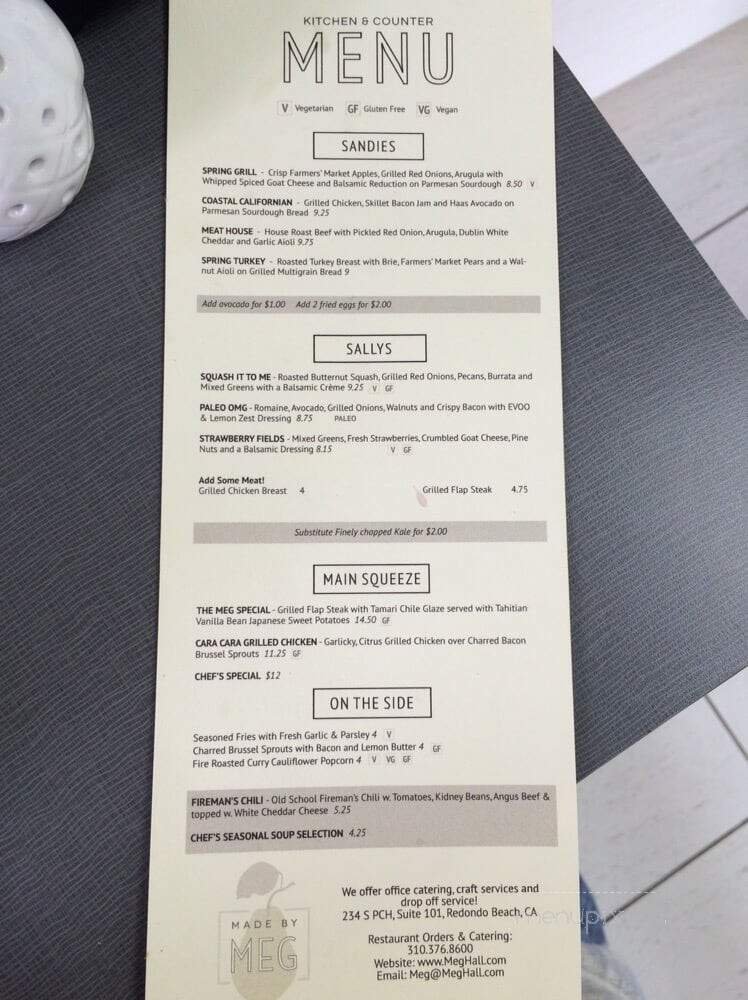 KITCHEN & COUNTER
MENU
V Vegetarian GF Gluten Free VG Vegan
SANDIES
SPRING GRILL - Crisp Farmers' Market Apples, Grilled Red Onions, Arugula with
Whipped Spiced Goat Cheese and Balsamic Reduction on Parmesan Sourdough 8.50 V
COASTAL CALIFORNIAN - Grilled Chicken, Skillet Bacon Jam and Haas Avocado on
Parmesan Sourdough Bread 9.25
MEAT HOUSE - House Roast Beef with Pickled Red Onion, Arugula, Dublin White
Cheddar and Garlic Aioli 9.75
SPRING TURKEY - Roasted Turkey Breast with Brie, Farmers' Market Pears and a Wal-
nut Aioli on Grilled Multigrain Bread 9
Add avocado for $1.00 Add 2 fried eggs for $2.00
SALLYS
SQUASH IT TO ME - Roasted Butternut Squash, Grilled Red Onions, Pecans, Burrata and
Mixed Greens with a Balsamic Crème 9.25 V GF
PALEO OMG - Romaine, Avocado, Grilled Onions, Walnuts and Crispy Bacon with EVOO
& Lemon Zest Dressing 8.75 PALEO
STRAWBERRY FIELDS - Mixed Greens, Fresh Strawberries, Crumbled Goat Cheese, Pine
Nuts and a Balsamic Dressing 8.15 V GF
Add Some Meat!
Grilled Chicken Breast 4 Grilled Flap Steak 4.75
Substitute Finely chopped Kale for $2.00
MAIN SQUEEZE
THE MEG SPECIAL - Grilled Flap Steak with Tamari Chile Glaze served with Tahitian
Vanilla Bean Japanese Sweet Potatoes 14.50 GF
CARA CARA GRILLED CHICKEN - Garlicky, Citrus Grilled Chicken over Charred Bacon
Brussel Sprouts 11.25 GF
CHEF'S SPECIAL $12
ON THE SIDE
Seasoned Fries with Fresh Garlic & Parsley 4 V
Charred Brussel Sprouts with Bacon and Lemon Butter 4 GF
Fire Roasted Curry Cauliflower Popcorn 4 V VG GF
FIREMAN'S CHILI - Old School Fireman's Chili w. Tomatoes, Kidney Beans, Angus Beef &
topped w. White Cheddar Cheese 5.25
CHEF'S SEASONAL SOUP SELECTION 4.25
MADE BY
MEG
We offer office catering, craft services and
drop off service!
234 S PCH, Suite 101, Redondo Beach, CA
Restaurant Orders & Catering:
310.376.8600
Website: www.MegHall.com
Email: Meg@MegHall.com